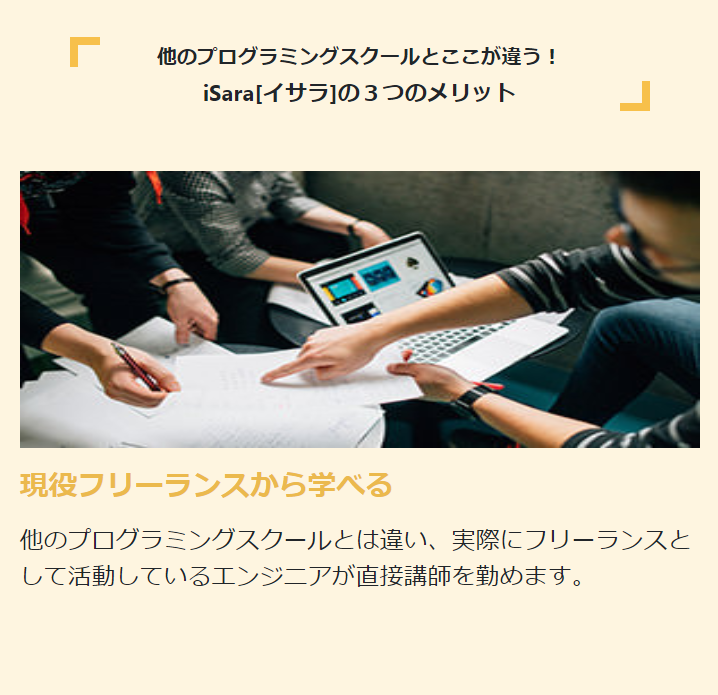 他のプログラミングスクールとここが違う！
iSara[イサラ]の３つのメリット
現役フリーランスから学べる
他のプログラミングスクールとは違い、実際にフリーランスと
して活動しているエンジニアが直接講師を勤めます。